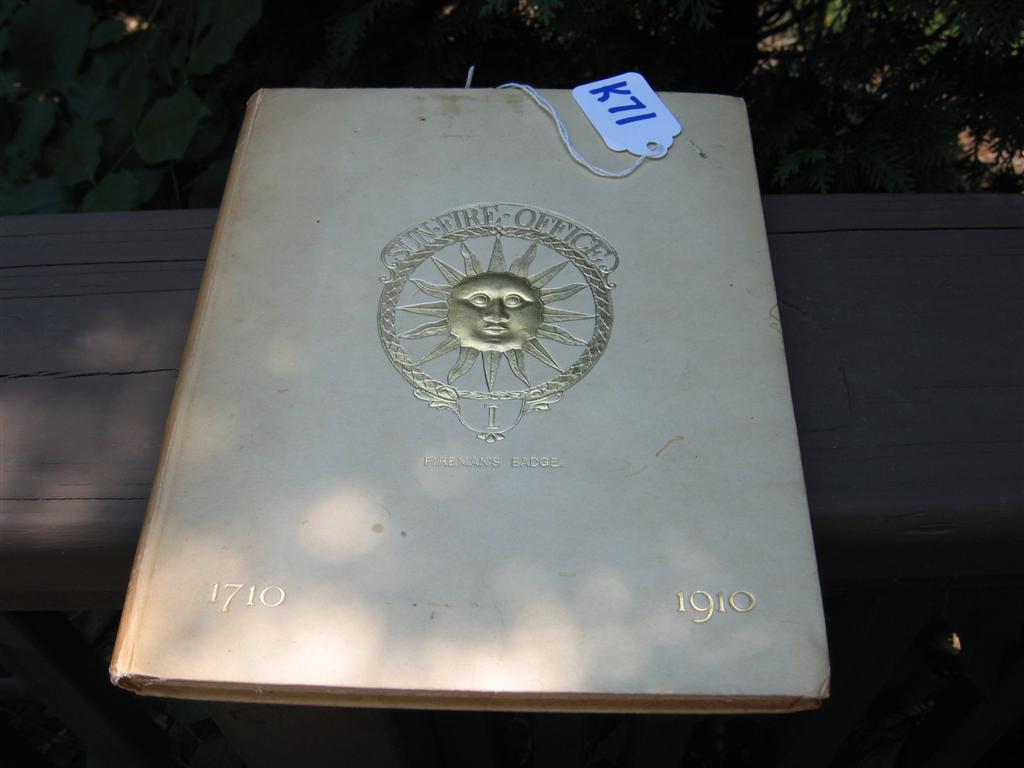 K71
SUN·FIRE·OFFICE
I
FIREMAN'S BADGE.
1710
1910